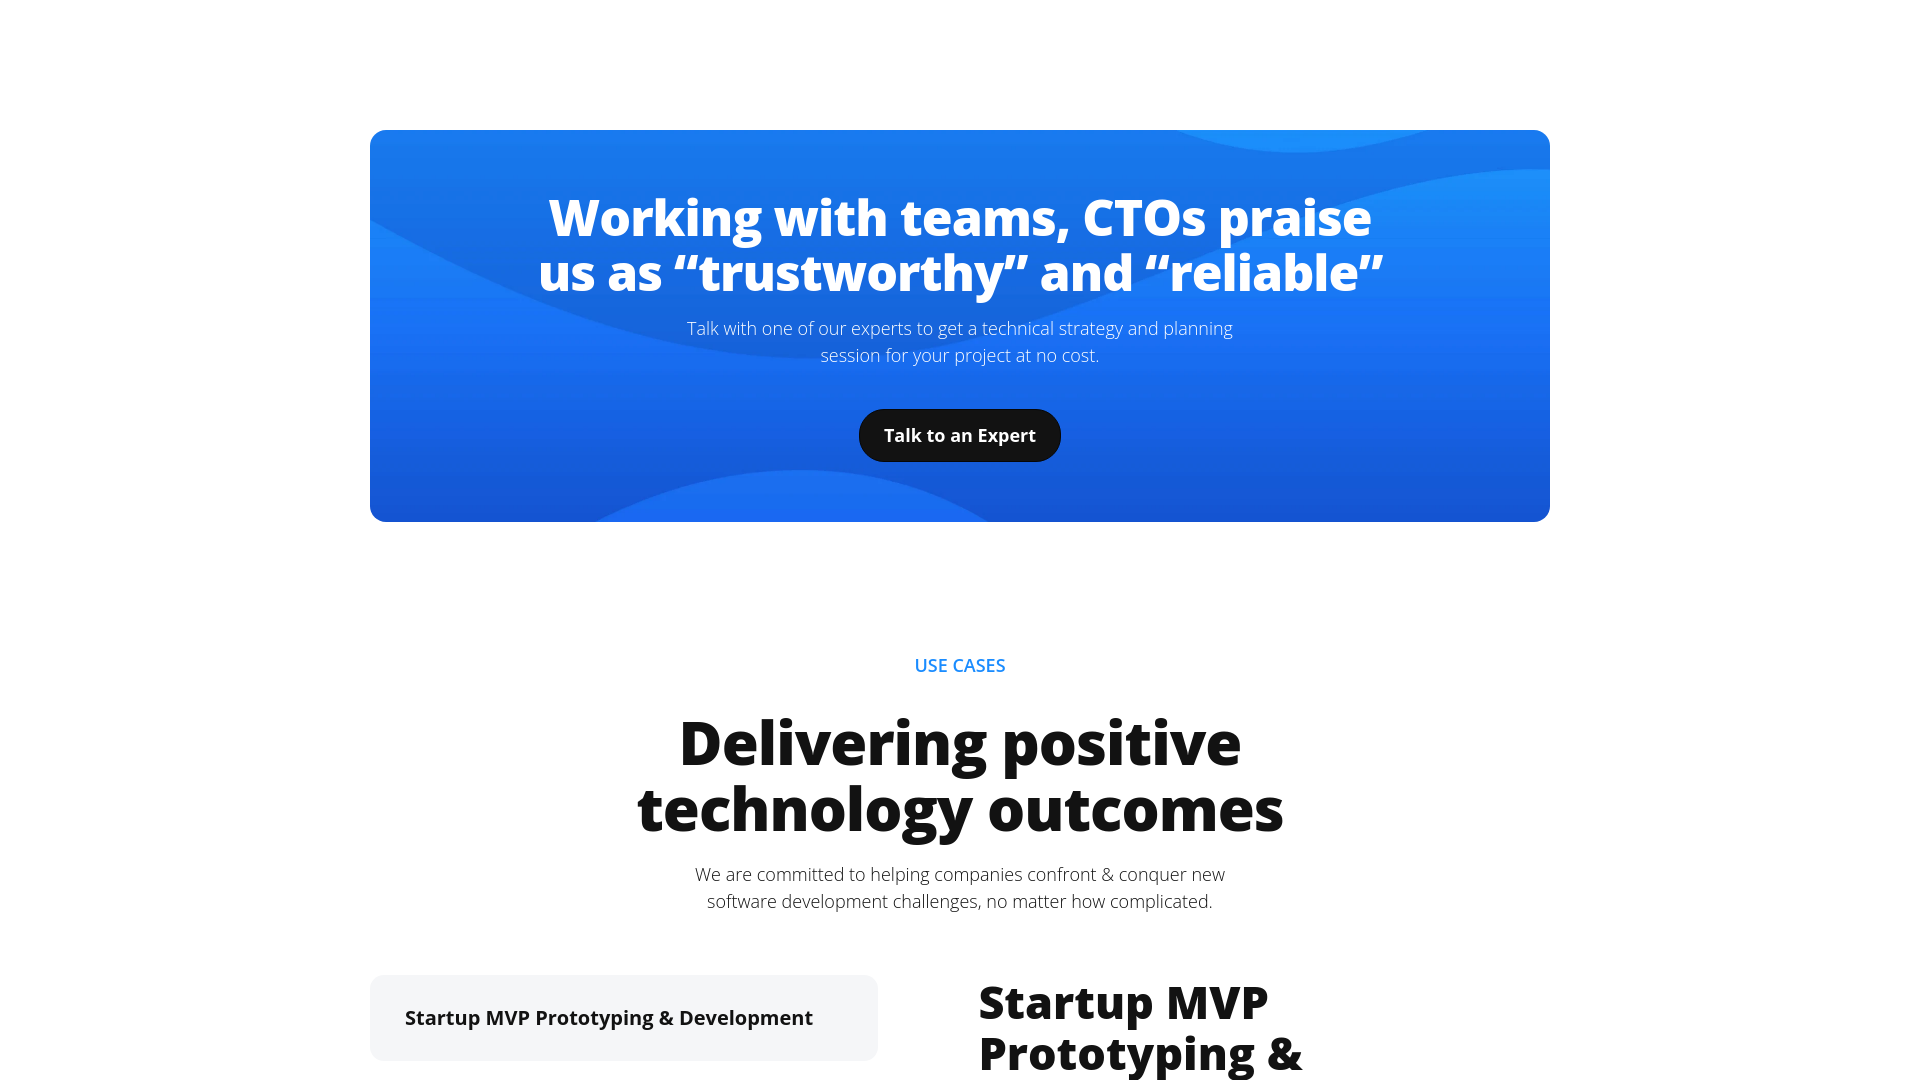 Working with teams, CTOs praise
us as “trustworthy” and “reliable”
Talk with one of our experts to get a technical strategy and planning
session for your project at no cost.
Talk to an Expert
USE CASES
Delivering positive
technology outcomes
We are committed to helping companies confront & conquer new
software development challenges, no matter how complicated.
Startup MVP Prototyping & Development
Startup MVP
Prototyping &